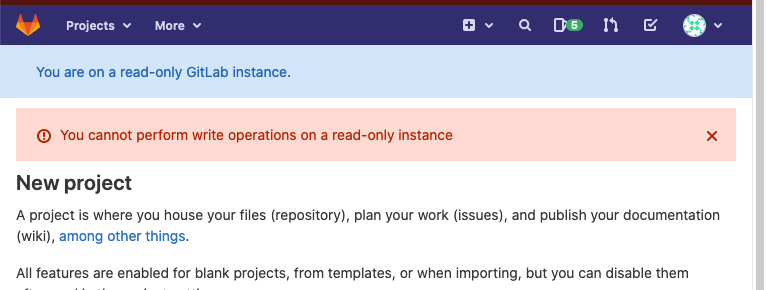 Projects More 5
You are on a read-only GitLab instance.
You cannot perform write operations on a read-only instance
New project
A project is where you house your files (repository), plan your work (issues), and publish your documentation
(wiki), among other things.
All features are enabled for blank projects, from templates, or when importing, but you can disable them